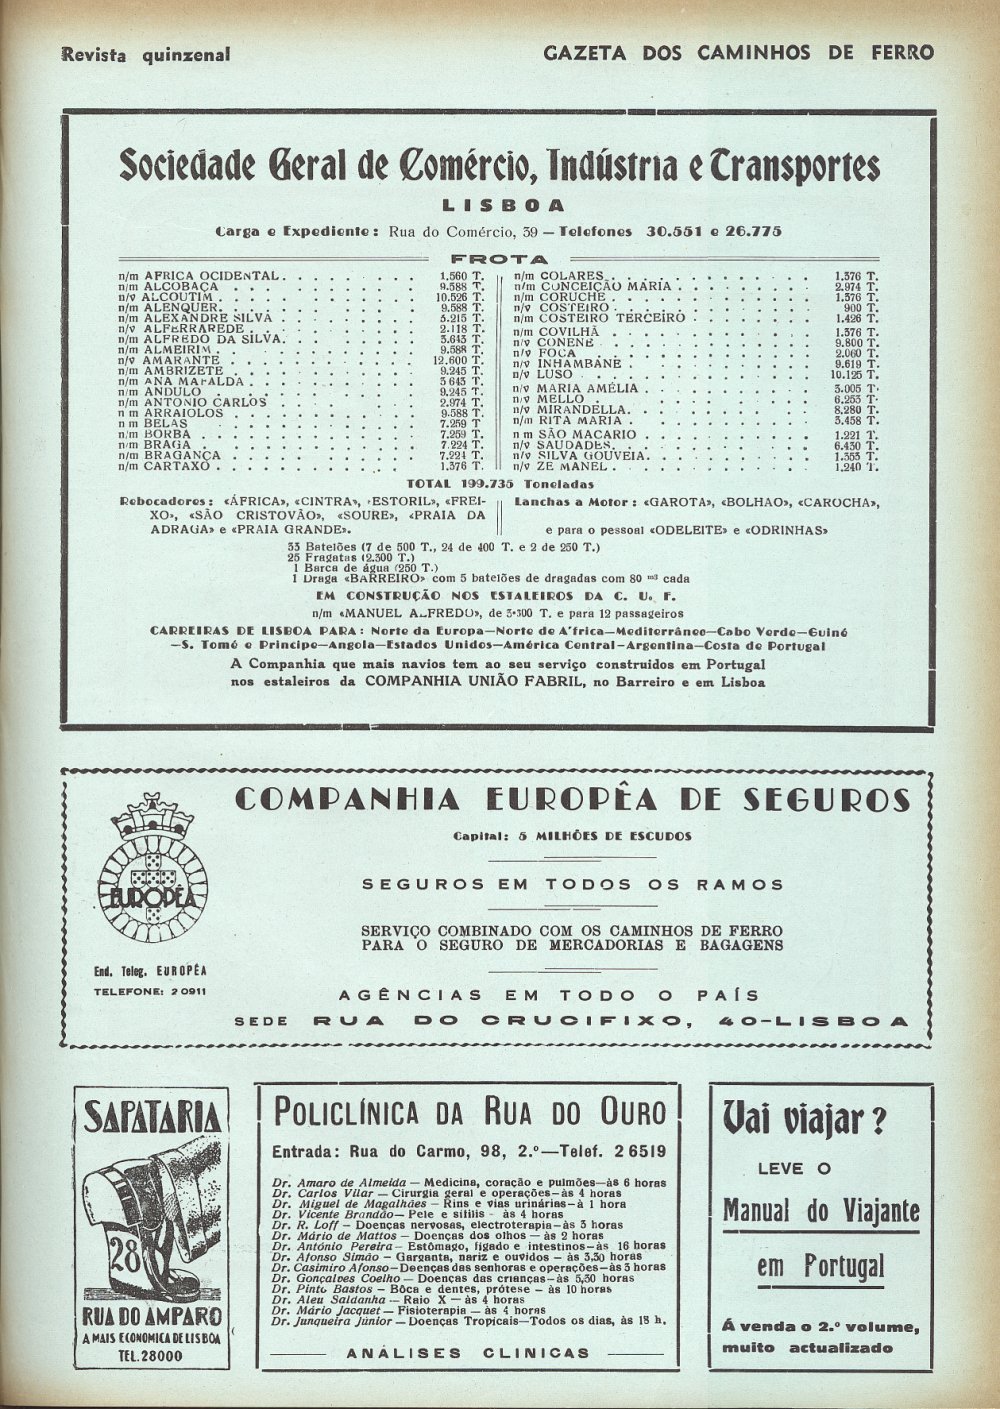 Revista quinzenal
GAZETA DOS CAMINHOS DE FERRO
Sociedade Geral de Comércio, Indústria e Transportes
LISBOA
Carga e Expediente: Rua do Comércio, 39 — Telefones 30.551 e 26.775
FROTA
n/m AFRICA OCIDENTAL. . . . . . . . 1.560 T.
n/m ALCOBAÇA . . . . . . . . . 9.588 T.
n/v ALCOUTIM . . . . . . . . . 10.526 T.
n/m ALENQUER. . . . . . . . . 9.588 T.
n/m ALEXANDRE SILVA . . . . . . . 5.215 T.
n/v ALFERRAREDE . . . . . . . . 2.118 T.
n/m ALFREDO DA SILVA. . . . . . . 3.643 T.
n/m ALMEIRIM . . . . . . . . . 9.588 T.
n/v AMARANTE . . . . . . . . . 12.600 T.
n/m AMBRIZETE . . . . . . . . . 9.245 T.
n/m ANA MAFALDA . . . . . . . . 3 643 T.
n/m ANDULO . . . . . . . . . 9.245 T.
n/m ANTONIO CARLOS . . . . . . . 2.974 T.
n m ARRAIOLOS . . . . . . . . 9.588 T.
n m BELAS . . . . . . . . . . 7.259 T
n/m BORBA . . . . . . . . . . 7.259 T.
n/m BRAGA . . . . . . . . . . 7.224 T.
n/m BRAGANÇA . . . . . . . . . 7.224 T.
n/m CARTAXO . . . . . . . . . 1.376 T.
n/m COLARES. . . . . . . . . . 1.376 T.
n/m CONCEIÇÃO MARIA . . . . . . . 2.974 T.
n/m CORUCHE . . . . . . . . . 1.376 T.
n/v COSTEIRO . . . . . . . . . 900 T.
n/m COSTEIRO TERCEIRO . . . . . . 1.426 T.
n/m COVILHÃ . . . . . . . . . 1.376 T.
n/v CONENE . . . . . . . . . . 9.800 T.
n/v FOCA . . . . . . . . . . 2.060 T.
n/v INHAMBANE . . . . . . . . . 9.619 T.
n/v LUSO . . . . . . . . . . 10.125 T.
n/v MARIA AMÉLIA . . . . . . . . 3.005 T.
n/v MELLO . . . . . . . . . . 6.253 T.
n/v MIRANDELLA. . . . . . . . . 8.280 T.
n/m RITA MARIA . . . . . . . . 3.458 T.
n m SÃO MACARIO . . . . . . . . 1.221 T.
n/v SAUDADES. . . . . . . . . 6.430 T.
n/v SILVA GOUVEIA. . . . . . . . 1.353 T.
n/v ZE MANEL. . . . . . . . . 1.240 T.
TOTAL 199.735 Toneladas
Rebocadores: «ÁFRICA», «CINTRA», «ESTORIL», «FREI-
XO», «SÃO CRISTOVÃO», «SOURE», «PRAIA DA
ADRAGA» e «PRAIA GRANDE».
Lanchas a Motor: «GAROTA», «BOLHAO», «CAROCHA»,
e para o pessoal «ODELEITE» e «ODRINHAS»
33 Batelões (7 de 500 T., 24 de 400 T. e 2 de 250 T.)
25 Fragatas (2.300 T.)
1 Barca de água (250 T.)
1 Draga «BARREIRO» com 5 batelões de dragadas com 80 m3 cada
EM CONSTRUÇÃO NOS ESTALEIROS DA C. U. F.
n/m «MANUEL ALFREDO», de 3.300 T. e para 12 passageiros
CARREIRAS DE LISBOA PARA: Norte da Europa—Norte de A'frica—Mediterrâneo—Cabo Verde—Guiné
—S. Tomé e Príncipe—Angola—Estados Unidos—América Central—Argentina—Costa de Portugal
A Companhia que mais navios tem ao seu serviço construidos em Portugal
nos estaleiros da COMPANHIA UNIÃO FABRIL, no Barreiro e em Lisboa
COMPANHIA EUROPÊA DE SEGUROS
Capital: 5 MILHÕES DE ESCUDOS
SEGUROS EM TODOS OS RAMOS
SERVIÇO COMBINADO COM OS CAMINHOS DE FERRO
PARA O SEGURO DE MERCADORIAS E BAGAGENS
EUROPÊA
End. Teleg. EUROPÊA
TELEFONE: 20911
AGÊNCIAS EM TODO O PAÍS
SEDE RUA DO CRUCIFIXO, 40-LISBOA
SAPATARIA
28
RUA DO AMPARO
A MAIS ECONOMICA DE LISBOA
TEL.28000
POLICLÍNICA DA RUA DO OURO
Entrada: Rua do Carmo, 98, 2.º—Telef. 26519
Dr. Amaro de Almeida — Medicina, coração e pulmões—às 6 horas
Dr. Carlos Vilar — Cirurgia geral e operações—às 4 horas
Dr. Miguel de Magalhães — Rins e vias urinárias—à 1 hora
Dr. Vicente Brandão— Pele e sífilis - às 4 horas
Dr. R. Loff — Doenças nervosas, electroterapia—às 3 horas
Dr. Mário de Mattos — Doenças dos olhos — às 2 horas
Dr. António Pereira — Estômago, fígado e intestinos—às 16 horas
Dr. Afonso Simão — Garganta, nariz e ouvidos — às 3,30 horas
Dr. Casimiro Afonso—Doenças das senhoras e operações—às 3 horas
Dr. Gonçalves Coelho — Doenças das crianças—às 5,30 horas
Dr. Pinto Bastos — Bôca e dentes, prótese — às 10 horas
Dr. Aleu Saldanha — Raio X — às 4 horas
Dr. Mário Jacquet — Fisioterapia — às 4 horas
Dr. Junqueira Júnior — Doenças Tropicais—Todos os dias, às 13 h.
ANALISES CLINICAS
Vai viajar?
LEVE O
Manual do Viajante
em Portugal
Á venda o 2.º volume,
muito actualizado